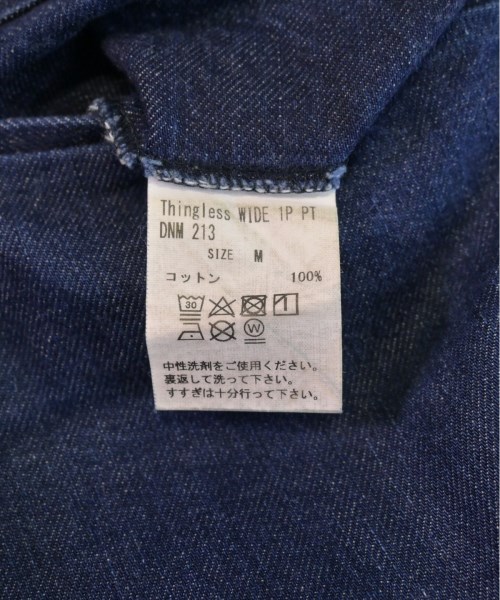 Thingless WIDE 1P PT
DNM 213
SIZE M
コットン 100%
30
W
中性洗剤をご使用ください。
裏返して洗って下さい。
すすぎは十分行って下さい。